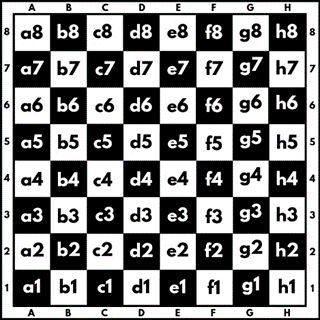 A B C D E F G H
8 a8 b8 c8 d8 e8 f8 g8 h8 8
7 a7 b7 c7 d7 e7 f7 g7 h7 7
6 a6 b6 c6 d6 e6 f6 g6 h6 6
5 a5 b5 c5 d5 e5 f5 g5 h5 5
4 a4 b4 c4 d4 e4 f4 g4 h4 4
3 a3 b3 c3 d3 e3 f3 g3 h3 3
2 a2 b2 c2 d2 e2 f2 g2 h2 2
1 a1 b1 c1 d1 e1 f1 g1 h1 1
A B C D E F G H